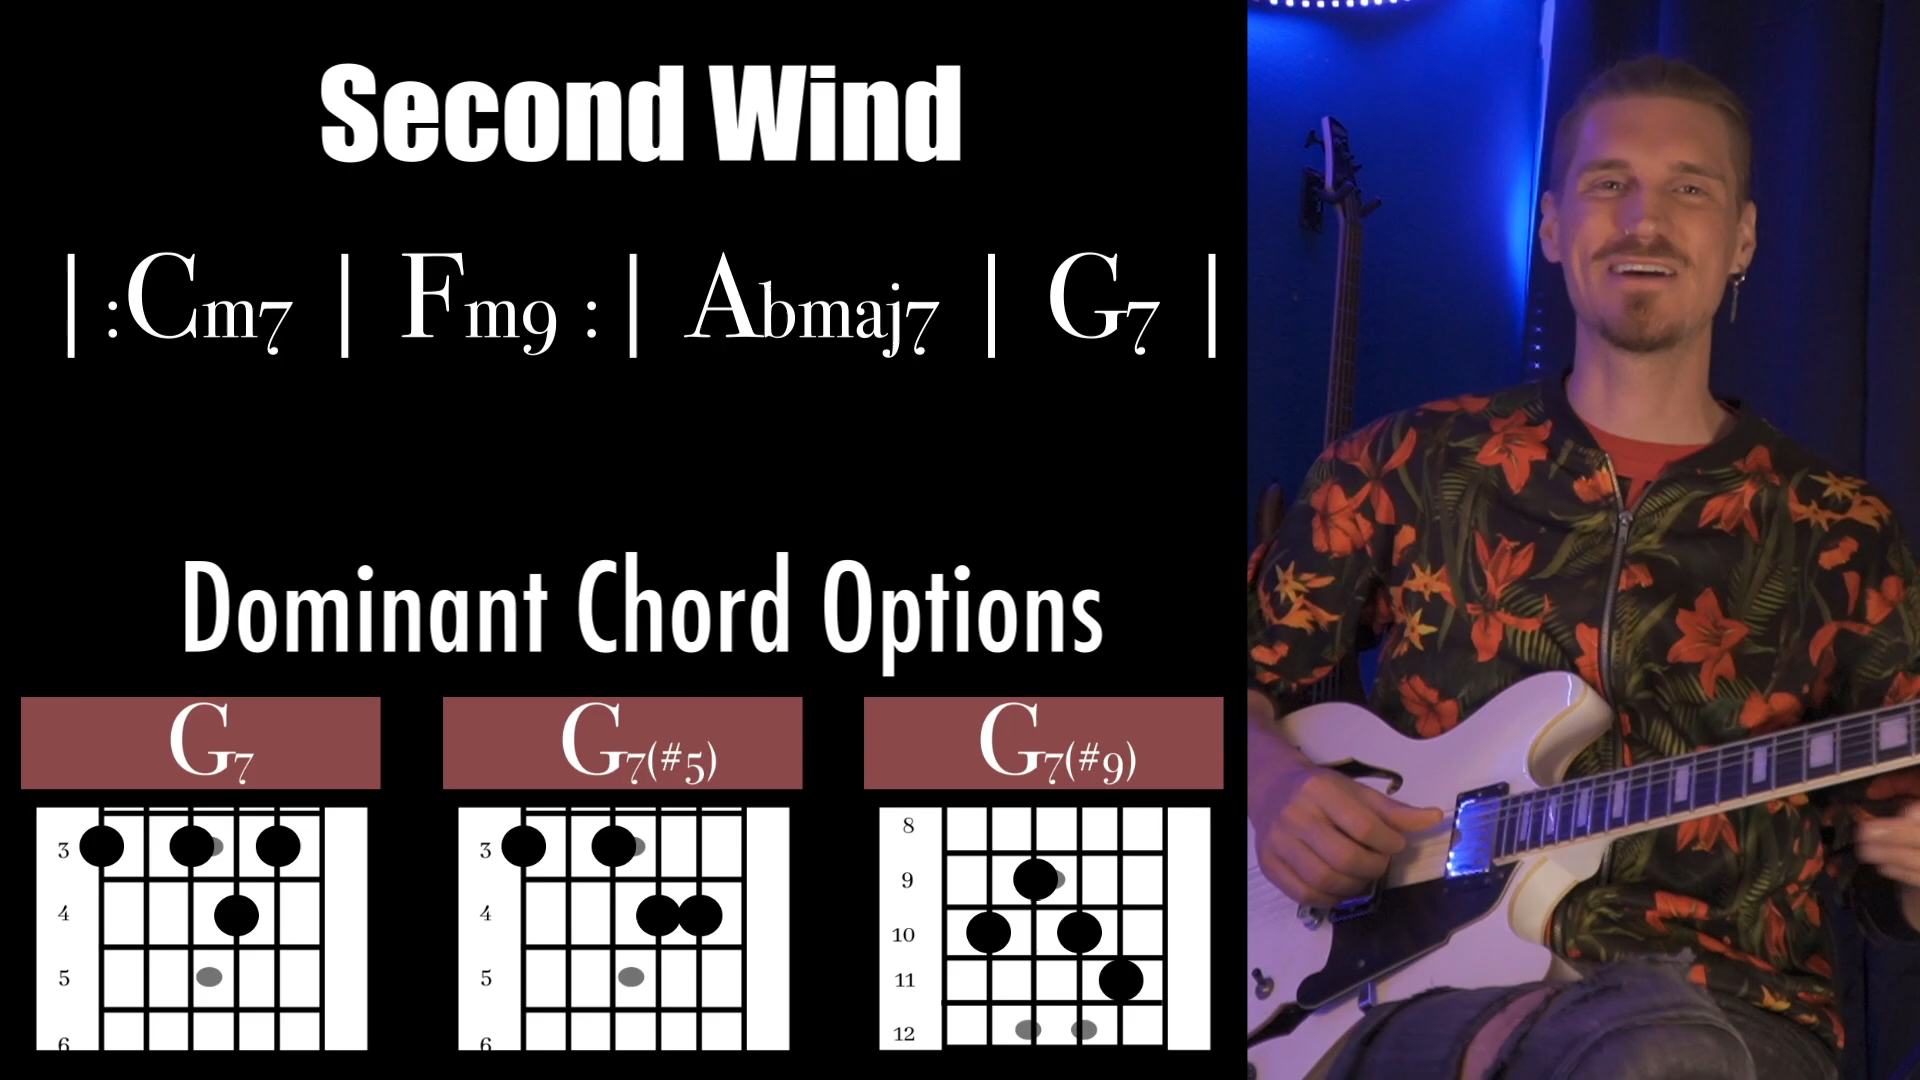 Second Wind
| :Cm7 | Fm9 :| Abmaj7 | G7 |
Dominant Chord Options
G7 G7(#5) G7(#9)
3 3 8
4 4 9
5 5 10
6 6 11
12